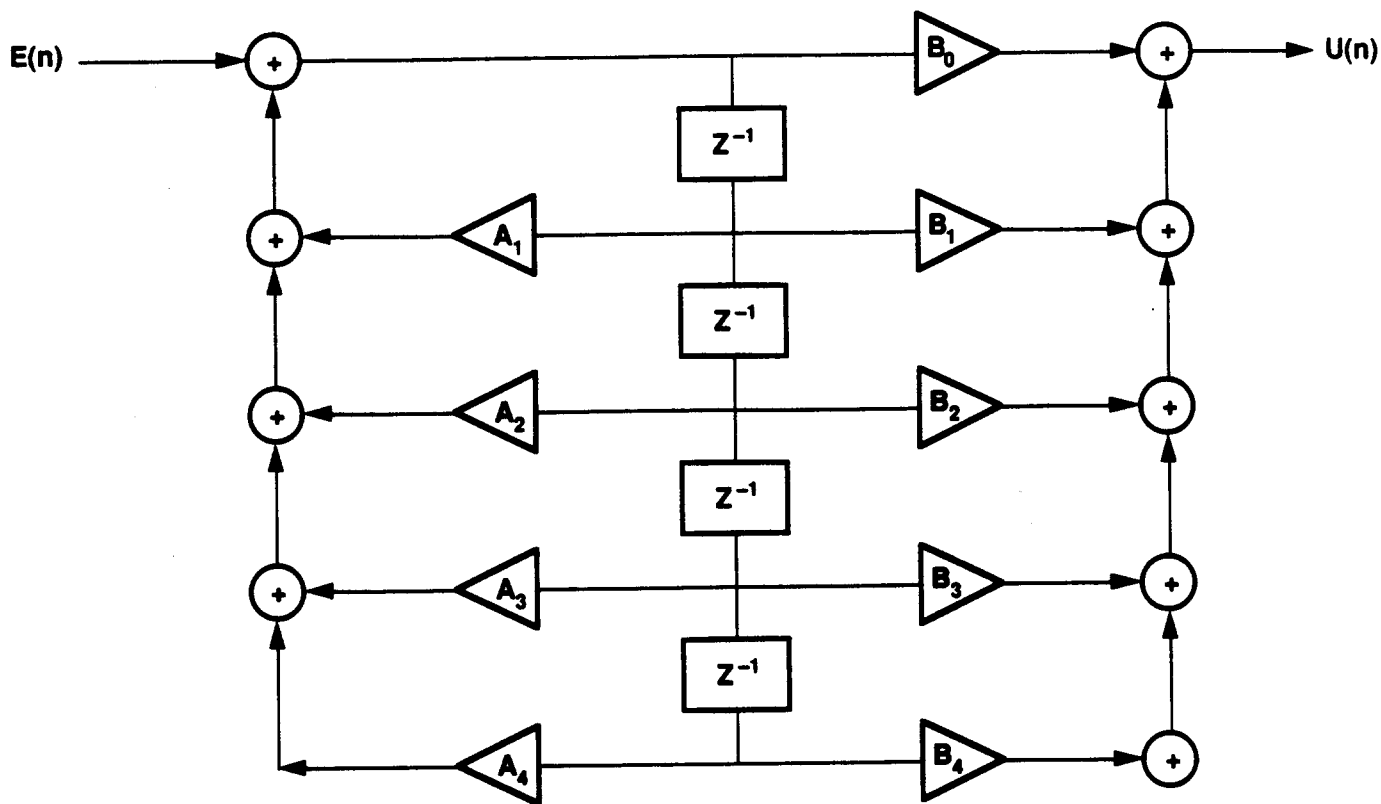 E(n) + B₀ + U(n)
Z⁻¹
+ A₁ B₁ +
Z⁻¹
+ A₂ B₂ +
Z⁻¹
+ A₃ B₃ +
Z⁻¹
A₄ B₄ +